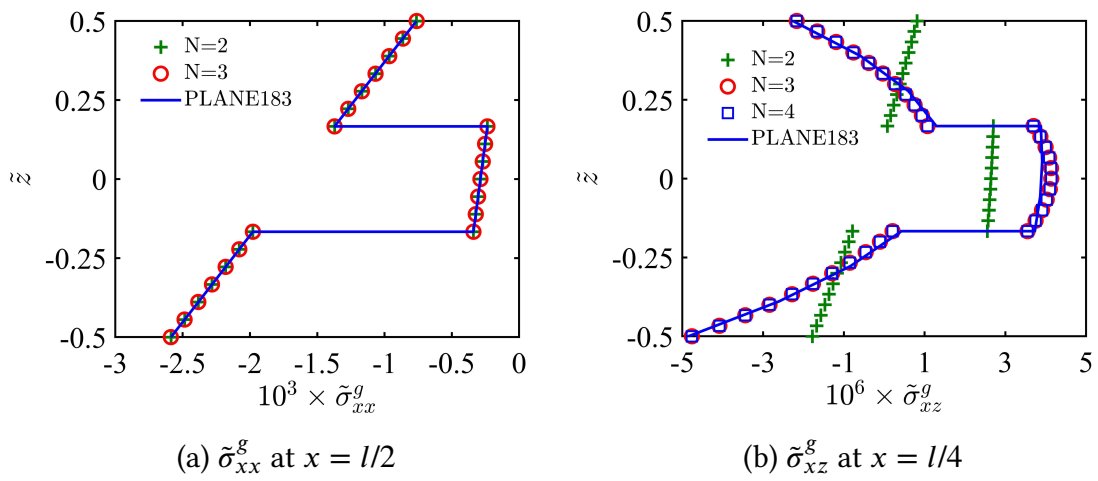 0.5
0.25
0
-0.25
-0.5
z̃
N=2
N=3
PLANE183
-3 -2.5 -2 -1.5 -1 -0.5 0
10³ × σ̃ᵍₓₓ
(a) σ̃ᵍₓₓ at x = l/2
0.5
0.25
0
-0.25
-0.5
z̃
N=2
N=3
N=4
PLANE183
-5 -3 -1 1 3 5
10⁶ × σ̃ᵍ_xz
(b) σ̃ᵍ_xz at x = l/4